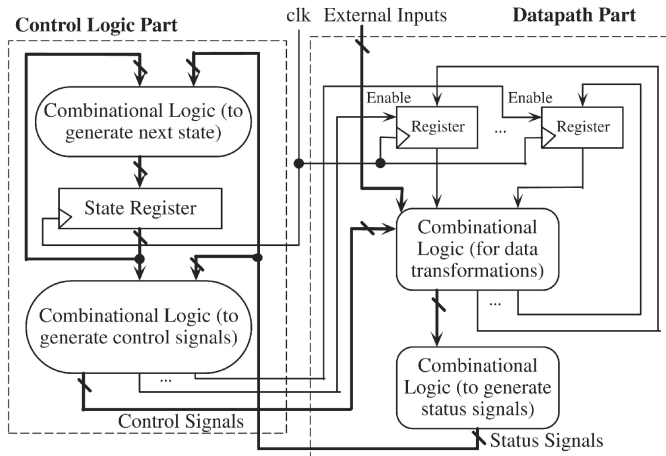 clk External Inputs
Control Logic Part
Datapath Part
Combinational Logic (to
generate next state)
State Register
Combinational Logic (to
generate control signals)
...
Control Signals
Enable
Register
...
Enable
Register
Combinational
Logic (for data
transformations)
...
Combinational
Logic (to generate
status signals)
Status Signals